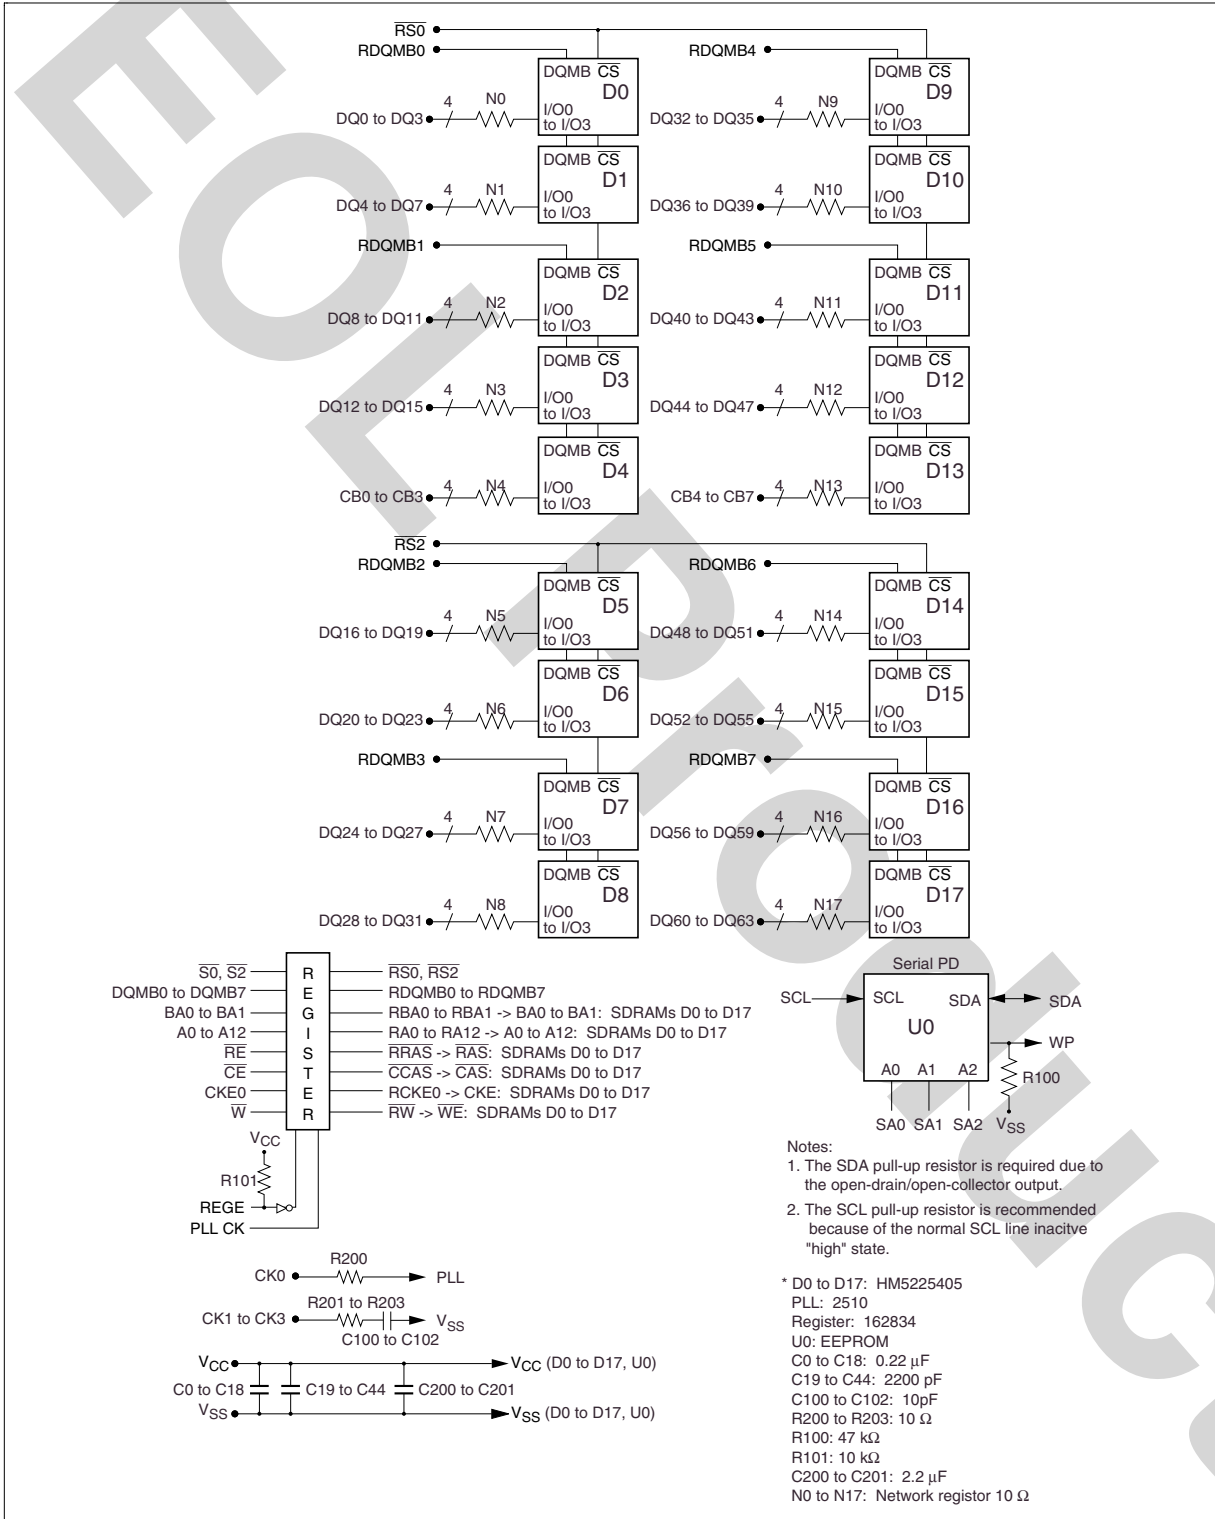 RS0
RDQMB0
RDQMB4
DQMB CS
D0
I/O0
to I/O3
DQ0 to DQ3
4
N0
DQMB CS
D9
I/O0
to I/O3
DQ32 to DQ35
4
N9
DQMB CS
D1
I/O0
to I/O3
DQ4 to DQ7
4
N1
DQMB CS
D10
I/O0
to I/O3
DQ36 to DQ39
4
N10
RDQMB1
RDQMB5
DQMB CS
D2
I/O0
to I/O3
DQ8 to DQ11
4
N2
DQMB CS
D11
I/O0
to I/O3
DQ40 to DQ43
4
N11
DQMB CS
D3
I/O0
to I/O3
DQ12 to DQ15
4
N3
DQMB CS
D12
I/O0
to I/O3
DQ44 to DQ47
4
N12
DQMB CS
D4
I/O0
to I/O3
CB0 to CB3
4
N4
DQMB CS
D13
I/O0
to I/O3
CB4 to CB7
4
N13
RS2
RDQMB2
RDQMB6
DQMB CS
D5
I/O0
to I/O3
DQ16 to DQ19
4
N5
DQMB CS
D14
I/O0
to I/O3
DQ48 to DQ51
4
N14
DQMB CS
D6
I/O0
to I/O3
DQ20 to DQ23
4
N6
DQMB CS
D15
I/O0
to I/O3
DQ52 to DQ55
4
N15
RDQMB3
RDQMB7
DQMB CS
D7
I/O0
to I/O3
DQ24 to DQ27
4
N7
DQMB CS
D16
I/O0
to I/O3
DQ56 to DQ59
4
N16
DQMB CS
D8
I/O0
to I/O3
DQ28 to DQ31
4
N8
DQMB CS
D17
I/O0
to I/O3
DQ60 to DQ63
4
N17
REGISTER
S0, S2
RS0, RS2
DQMB0 to DQMB7
RDQMB0 to RDQMB7
BA0 to BA1
RBA0 to RBA1 -> BA0 to BA1: SDRAMs D0 to D17
A0 to A12
RA0 to RA12 -> A0 to A12: SDRAMs D0 to D17
RE
RRAS -> RAS: SDRAMs D0 to D17
CE
CCAS -> CAS: SDRAMs D0 to D17
CKE0
RCKE0 -> CKE: SDRAMs D0 to D17
W
RW -> WE: SDRAMs D0 to D17
VCC
R101
REGE
PLL CK
Serial PD
SCL
SCL
SDA
SDA
U0
WP
A0 A1 A2
R100
SA0 SA1 SA2
VSS
Notes:
1. The SDA pull-up resistor is required due to
the open-drain/open-collector output.
2. The SCL pull-up resistor is recommended
because of the normal SCL line inacitve
"high" state.
R200
CK0
PLL
R201 to R203
CK1 to CK3
VSS
C100 to C102
VCC
VCC (D0 to D17, U0)
C0 to C18
C19 to C44
C200 to C201
VSS
VSS (D0 to D17, U0)
* D0 to D17: HM5225405
PLL: 2510
Register: 162834
U0: EEPROM
C0 to C18: 0.22 μF
C19 to C44: 2200 pF
C100 to C102: 10pF
R200 to R203: 10 Ω
R100: 47 kΩ
R101: 10 kΩ
C200 to C201: 2.2 μF
N0 to N17: Network registor 10 Ω
EOL Product